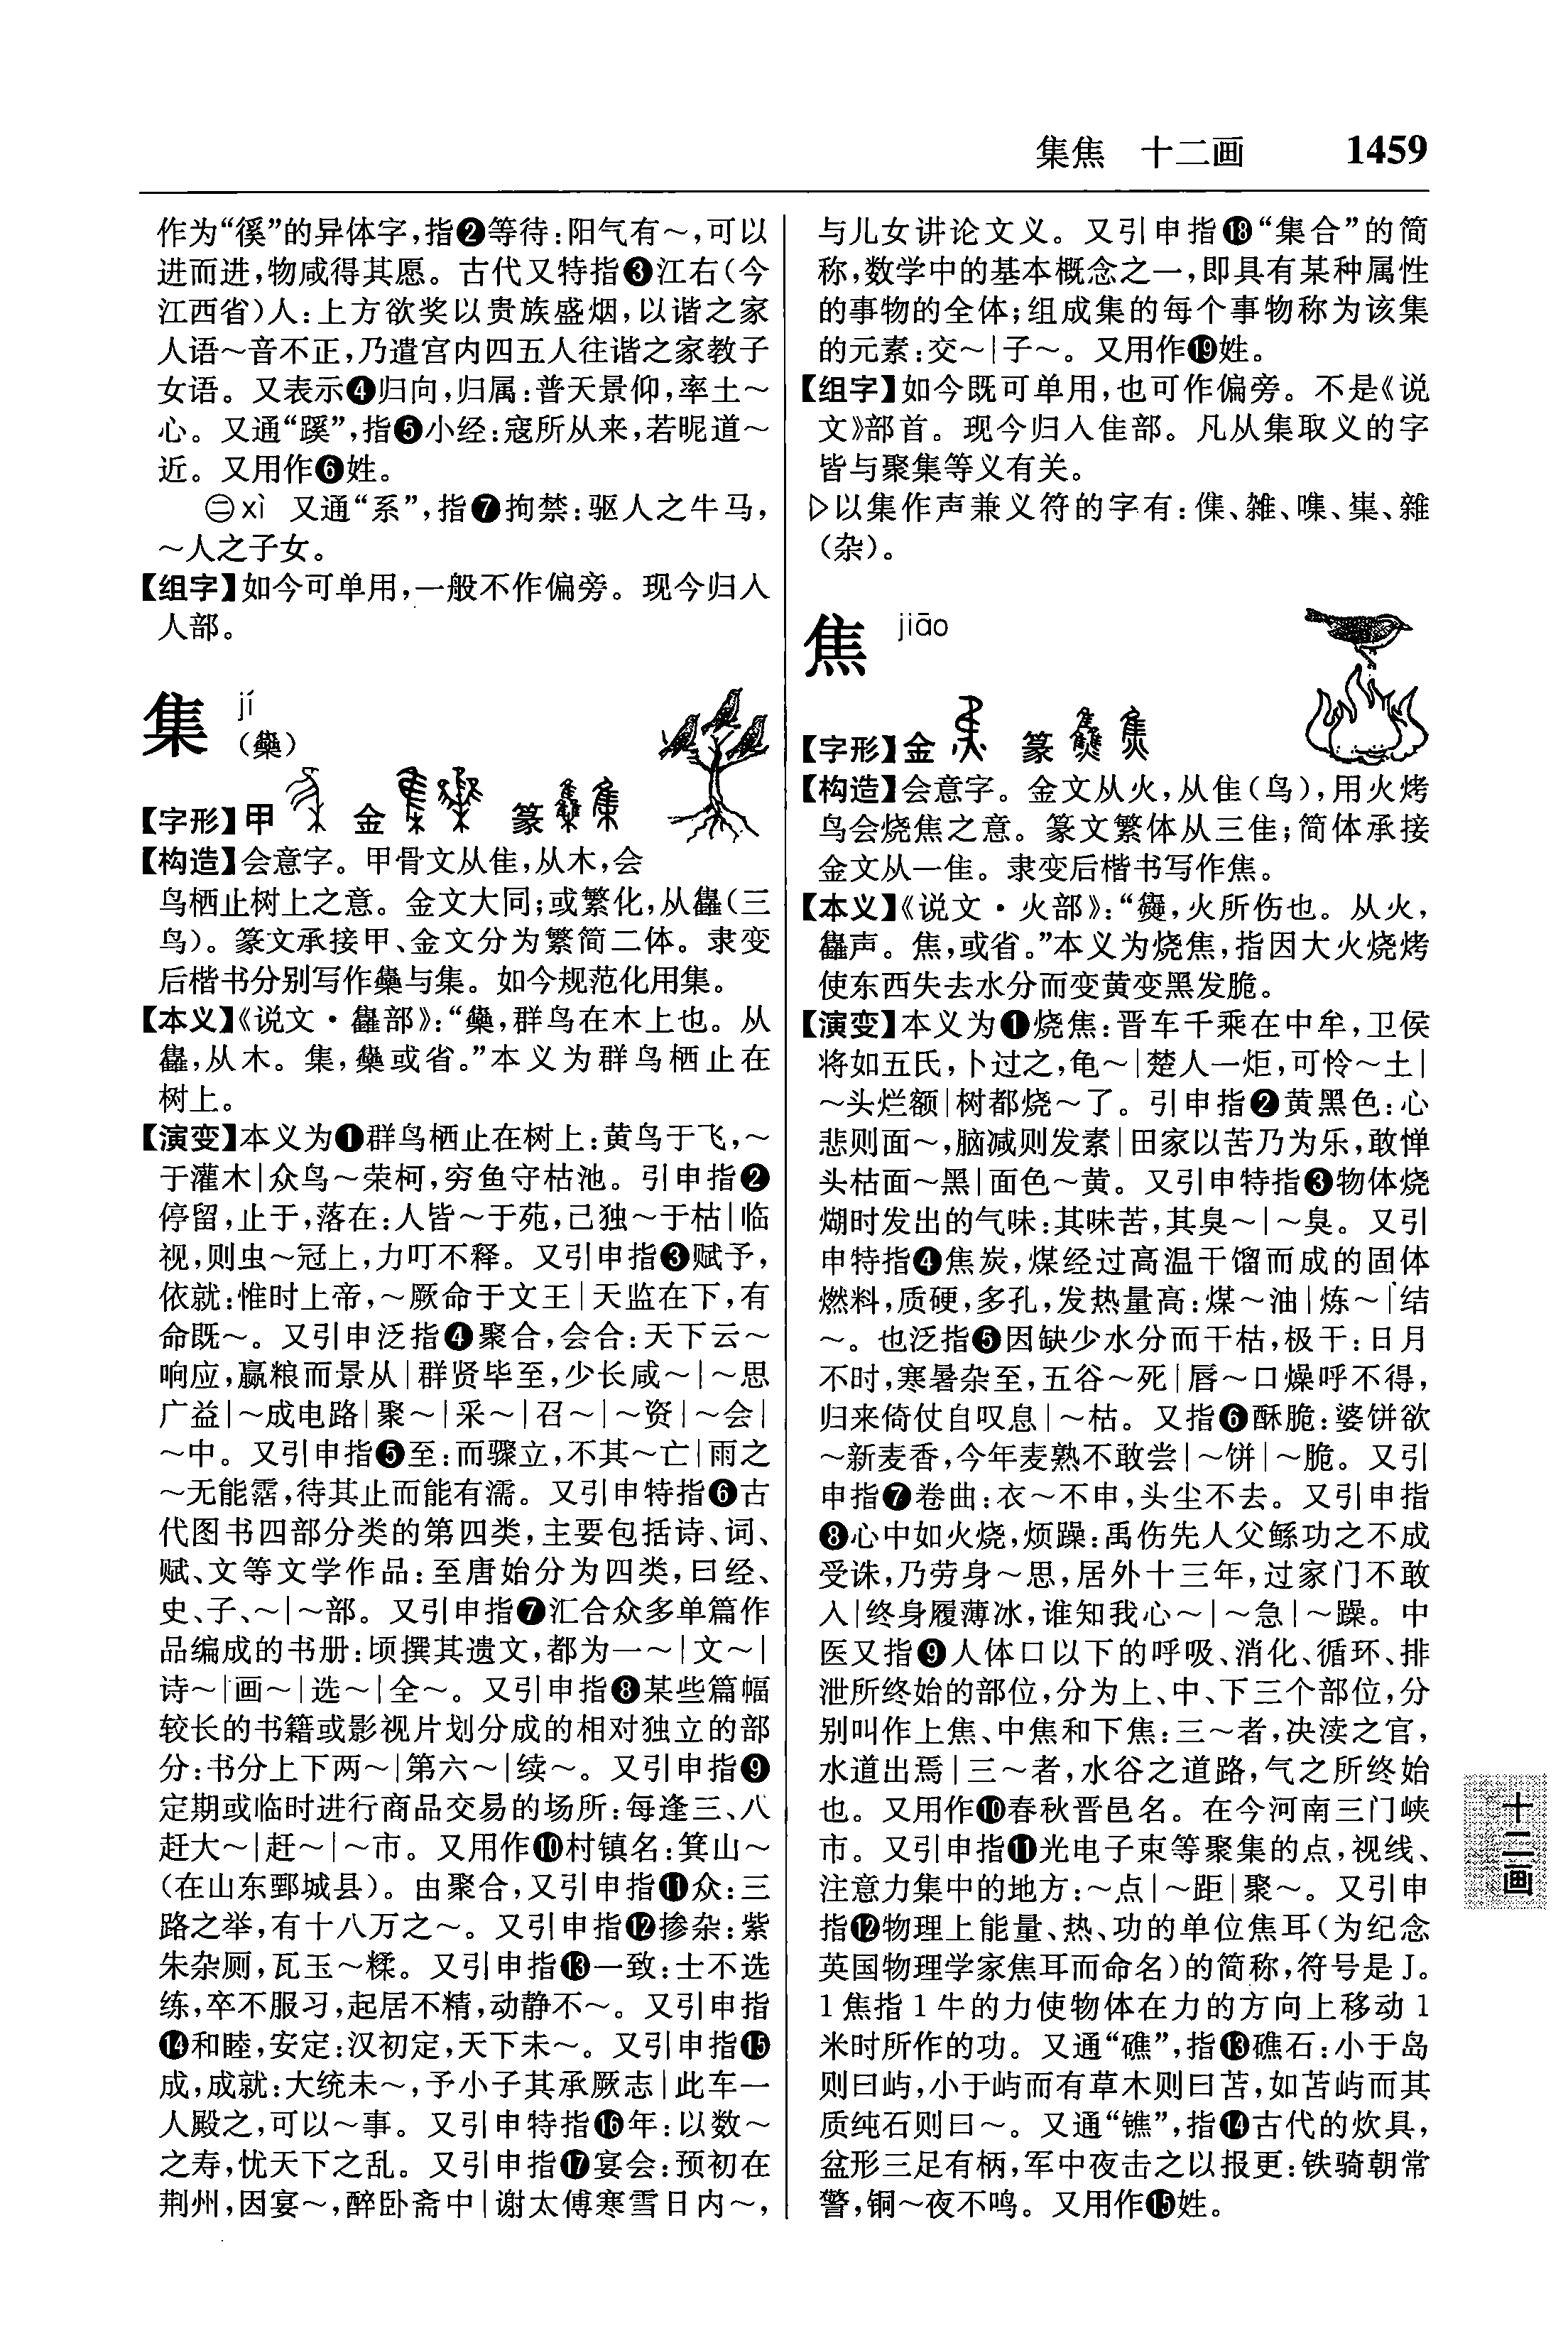 集焦 十二画 1459
作为“徯”的异体字,指❷等待:阳气有～,可以
进而进,物咸得其愿。古代又特指❸江右(今
江西省)人:上方欲奖以贵族盛烟,以谐之家
人语～音不正,乃遣宫内四五人往谐之家教子
女语。又表示❹归向,归属:普天景仰,率土～
心。又通“蹊”,指❺小经:寇所从来,若昵道～
近。又用作❻姓。
㊁xì 又通“系”,指❼拘禁:驱人之牛马,
～人之子女。
【组字】如今可单用,一般不作偏旁。现今归入
人部。
集 jí
(雧)
【字形】甲 金 篆
【构造】会意字。甲骨文从隹,从木,会
鸟栖止树上之意。金文大同;或繁化,从雥(三
鸟)。篆文承接甲、金文分为繁简二体。隶变
后楷书分别写作雧与集。如今规范化用集。
【本义】《说文·雥部》:“雧,群鸟在木上也。从
雥,从木。集,雧或省。”本义为群鸟栖止在
树上。
【演变】本义为❶群鸟栖止在树上:黄鸟于飞,～
于灌木|众鸟～荣柯,穷鱼守枯池。引申指❷
停留,止于,落在:人皆～于苑,己独～于枯|临
视,则虫～冠上,力叮不释。又引申指❸赋予,
依就:惟时上帝,～厥命于文王|天监在下,有
命既～。又引申泛指❹聚合,会合:天下云～
响应,赢粮而景从|群贤毕至,少长咸～|～思
广益|～成电路|聚～|采～|召～|～资|～会|
～中。又引申指❺至:而骤立,不其～亡|雨之
～无能霑,待其止而能有濡。又引申特指❻古
代图书四部分类的第四类,主要包括诗、词、
赋、文等文学作品:至唐始分为四类,曰经、
史、子、～|～部。又引申指❼汇合众多单篇作
品编成的书册:顷撰其遗文,都为一～|文～|
诗～|画～|选～|全～。又引申指❽某些篇幅
较长的书籍或影视片划分成的相对独立的部
分:书分上下两～|第六～|续～。又引申指❾
定期或临时进行商品交易的场所:每逢三、八
赶大～|赶～|～市。又用作❿村镇名:箕山～
(在山东鄄城县)。由聚合,又引申指⓫众:三
路之举,有十八万之～。又引申指⓬掺杂:紫
朱杂厕,瓦玉～糅。又引申指⓭一致:士不选
练,卒不服习,起居不精,动静不～。又引申指
⓮和睦,安定:汉初定,天下未～。又引申指⓯
成,成就:大统未～,予小子其承厥志|此车一
人殿之,可以～事。又引申特指⓰年:以数～
之寿,忧天下之乱。又引申指⓱宴会:预初在
荆州,因宴～,醉卧斋中|谢太傅寒雪日内～,
与儿女讲论文义。又引申指⓲“集合”的简
称,数学中的基本概念之一,即具有某种属性
的事物的全体;组成集的每个事物称为该集
的元素:交～|子～。又用作⓳姓。
【组字】如今既可单用,也可作偏旁。不是《说
文》部首。现今归入隹部。凡从集取义的字
皆与聚集等义有关。
▷以集作声兼义符的字有:㠍、雑、噍、雧、雜
(杂)。
焦 jiāo
【字形】金 篆
【构造】会意字。金文从火,从隹(鸟),用火烤
鸟会烧焦之意。篆文繁体从三隹;简体承接
金文从一隹。隶变后楷书写作焦。
【本义】《说文·火部》:“爑,火所伤也。从火,
雥声。焦,或省。”本义为烧焦,指因大火烧烤
使东西失去水分而变黄变黑发脆。
【演变】本义为❶烧焦:晋车千乘在中牟,卫侯
将如五氏,卜过之,龟～|楚人一炬,可怜～土|
～头烂额|树都烧～了。引申指❷黄黑色:心
悲则面～,脑减则发素|田家以苦乃为乐,敢惮
头枯面～黑|面色～黄。又引申特指❸物体烧
煳时发出的气味:其味苦,其臭～|～臭。又引
申特指❹焦炭,煤经过高温干馏而成的固体
燃料,质硬,多孔,发热量高:煤～油|炼～|结
～。也泛指❺因缺少水分而干枯,极干:日月
不时,寒暑杂至,五谷～死|唇～口燥呼不得,
归来倚仗自叹息|～枯。又指❻酥脆:婆饼欲
～新麦香,今年麦熟不敢尝|～饼|～脆。又引
申指❼卷曲:衣～不申,头尘不去。又引申指
❽心中如火烧,烦躁:禹伤先人父鲧功之不成
受诛,乃劳身～思,居外十三年,过家门不敢
入|终身履薄冰,谁知我心～|～急|～躁。中
医又指❾人体口以下的呼吸、消化、循环、排
泄所终始的部位,分为上、中、下三个部位,分
别叫作上焦、中焦和下焦:三～者,决渎之官,
水道出焉|三～者,水谷之道路,气之所终始
也。又用作❿春秋晋邑名。在今河南三门峡
市。又引申指⓫光电子束等聚集的点,视线、
注意力集中的地方:～点|～距|聚～。又引申
指⓬物理上能量、热、功的单位焦耳(为纪念
英国物理学家焦耳而命名)的简称,符号是J。
1焦指1牛的力使物体在力的方向上移动1
米时所作的功。又通“礁”,指⓭礁石:小于岛
则曰屿,小于屿而有草木则曰苫,如苫屿而其
质纯石则曰～。又通“镳”,指⓮古代的炊具,
盆形三足有柄,军中夜击之以报更:铁骑朝常
警,铜～夜不鸣。又用作⓯姓。
十二画